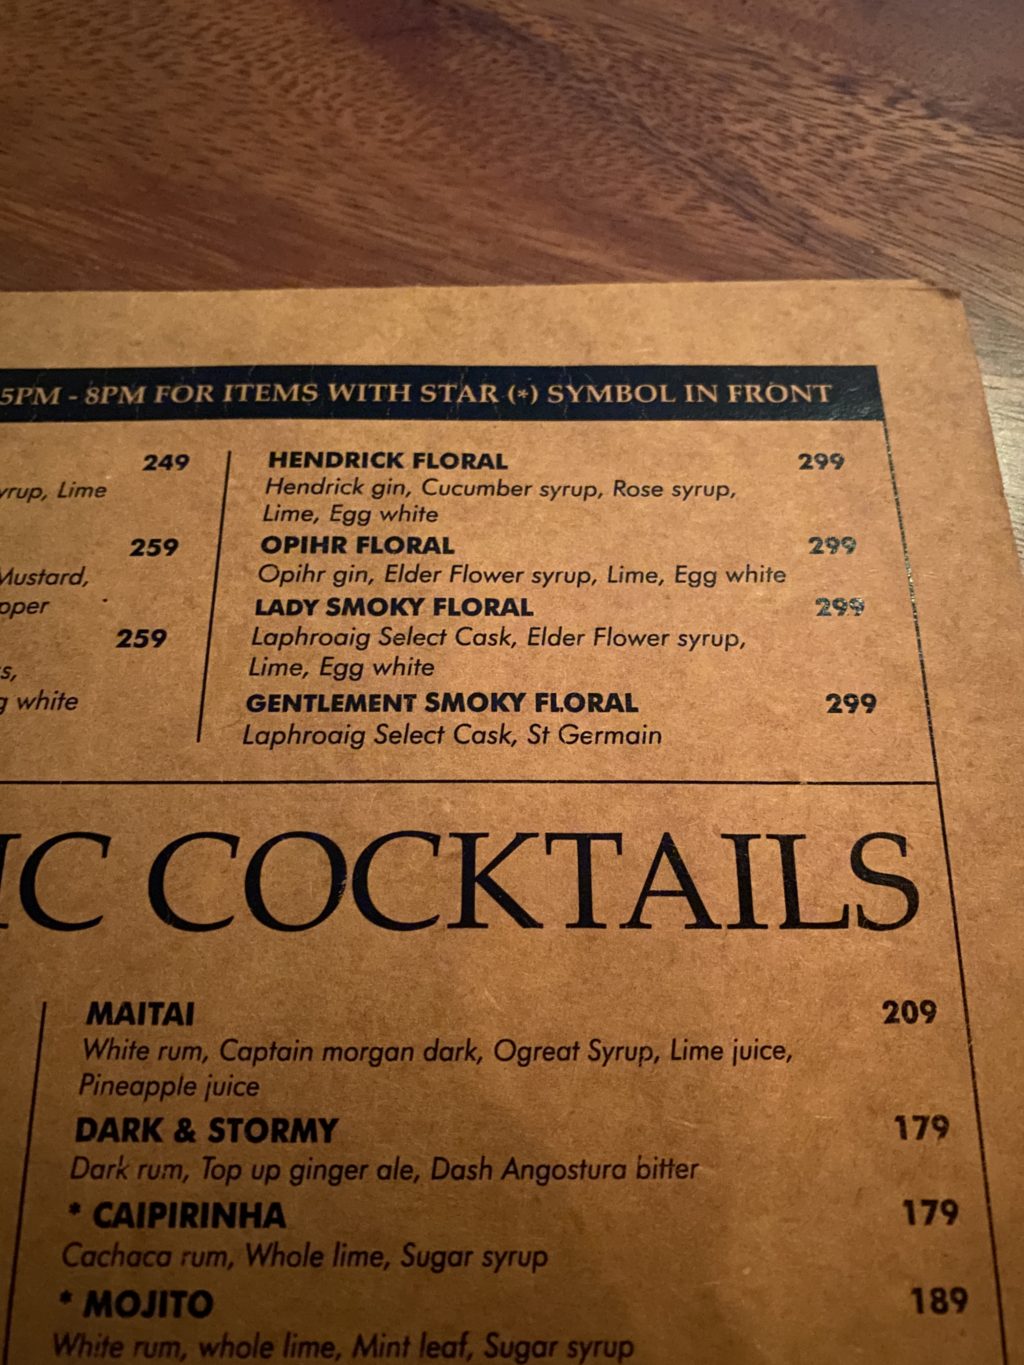 5PM - 8PM FOR ITEMS WITH STAR (*) SYMBOL IN FRONT
249
Lime
259
Mustard,
259
white
HENDRICK FLORAL 299
Hendrick gin, Cucumber syrup, Rose syrup,
Lime, Egg white
OPIHR FLORAL 299
Opihr gin, Elder Flower syrup, Lime, Egg white
LADY SMOKY FLORAL 299
Laphroaig Select Cask, Elder Flower syrup,
Lime, Egg white
GENTLEMENT SMOKY FLORAL 299
Laphroaig Select Cask, St Germain
COCKTAILS
MAITAI 209
White rum, Captain morgan dark, Ogreat Syrup, Lime juice,
Pineapple juice
DARK & STORMY 179
Dark rum, Top up ginger ale, Dash Angostura bitter
* CAIPIRINHA 179
Cachaca rum, Whole lime, Sugar syrup
* MOJITO 189
White rum, whole lime, Mint leaf, Sugar syrup